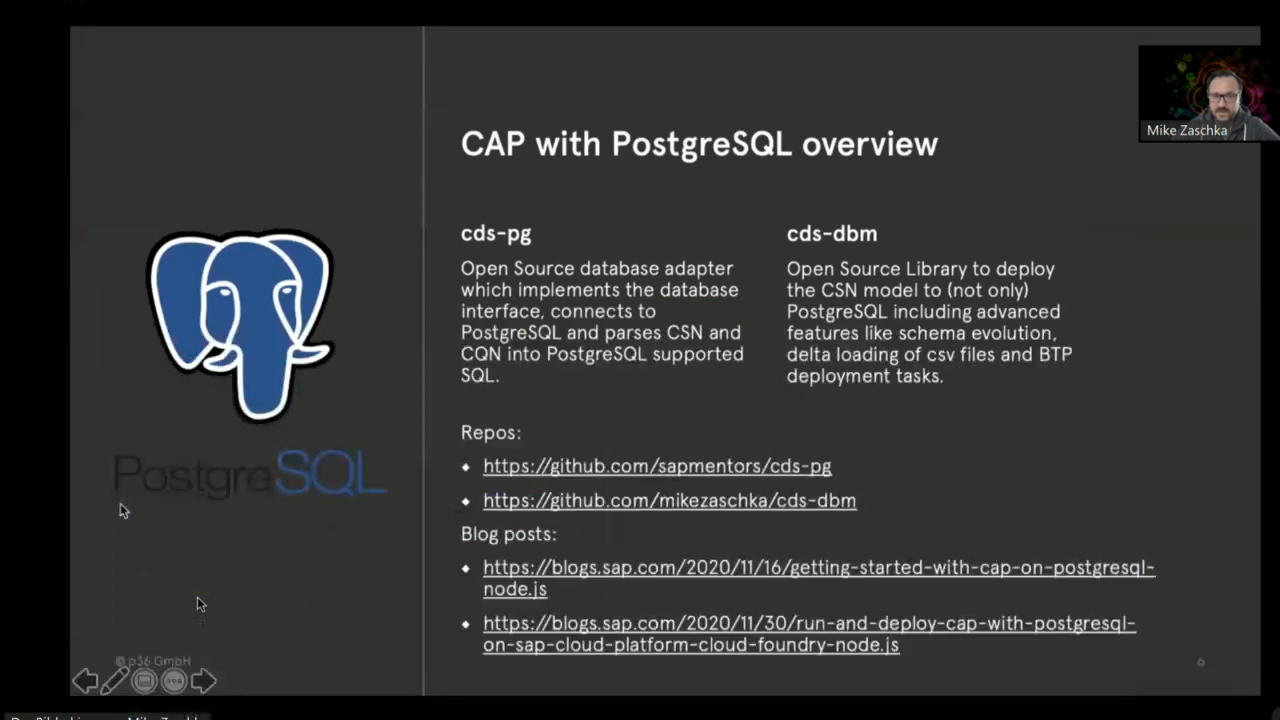 Mike Zaschka
CAP with PostgreSQL overview
cds-pg
Open Source database adapter
which implements the database
interface, connects to
PostgreSQL and parses CSN and
CQN into PostgreSQL supported
SQL.
cds-dbm
Open Source Library to deploy
the CSN model to (not only)
PostgreSQL including advanced
features like schema evolution,
delta loading of csv files and BTP
deployment tasks.
PostgreSQL
Repos:
https://github.com/sapmentors/cds-pg
https://github.com/mikezaschka/cds-dbm
Blog posts:
https://blogs.sap.com/2020/11/16/getting-started-with-cap-on-postgresql-
node.js
https://blogs.sap.com/2020/11/30/run-and-deploy-cap-with-postgresql-
on-sap-cloud-platform-cloud-foundry-node.js
© p36 GmbH
6